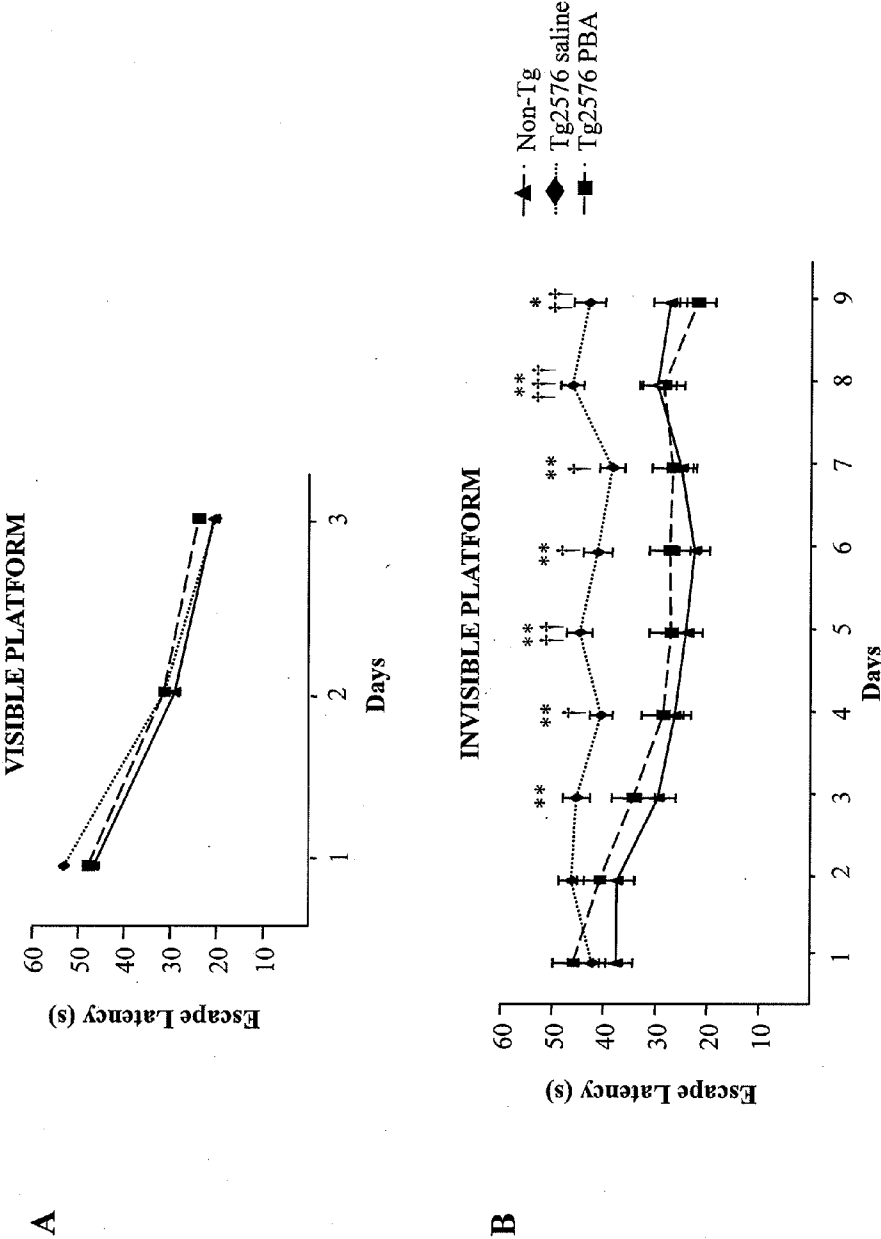 A
VISIBLE PLATFORM
Escape Latency (s)
60
50
40
30
20
10
1
2
3
Days
B
INVISIBLE PLATFORM
Escape Latency (s)
60
50
40
30
20
10
**
** †
** ††
** †
** †
** †††
* ††
1
2
3
4
5
6
7
8
9
Days
Non-Tg
Tg2576 saline
Tg2576 PBA